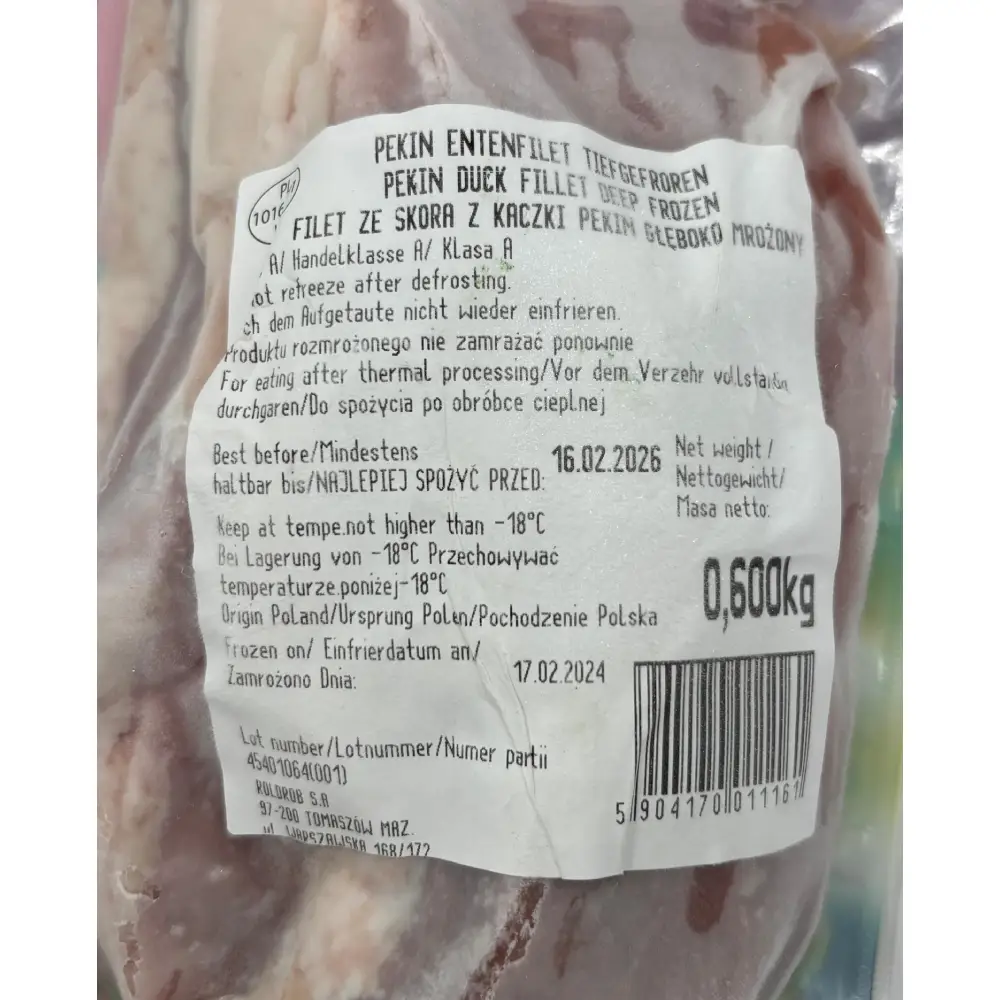 PEKIN ENTENFILET TIEFGEFROREN
PEKIN DUCK FILLET DEEP FROZEN
FILET ZE SKORA Z KACZKI PEKIN GŁĘBOKO MROŻONY
PL
A/ Handelklasse A/ Klasa A
refreeze after defrosting.
dem Aufgetaute nicht wieder einfrieren.
Produktu rozmrożonego nie zamrażać ponownie
For eating after thermal processing/Vor dem Verzehr
durchgaren/Do spożycia po obróbce cieplnej
Best before/Mindestens
haltbar bis/NAJLEPIEJ SPOŻYĆ PRZED:
16.02.2026
Net weight /
Nettogewicht/
Masa netto:
Keep at tempe.not higher than -18°C
Bei Lagerung von -18°C Przechowywać
temperaturze.poniżej-18°C
0,600kg
Origin Poland/Ursprung Polen/Pochodzenie Polska
Frozen on/ Einfrierdatum an/
Zamrożono Dnia:
17.02.2024
Lot number/Lotnummer/Numer partii
45401064(001)
ROLDROB S.A
97-200 TOMASZÓW MAZ.
ul. WARSZAWSKA 168/172
5 904170 011161